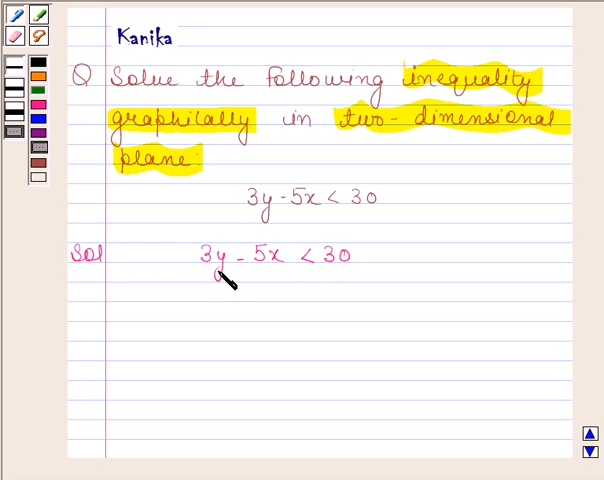 Kanika
Q Solve the following inequality
graphically in two-dimensional
plane:
3y - 5x < 30
Sol 3y - 5x < 30